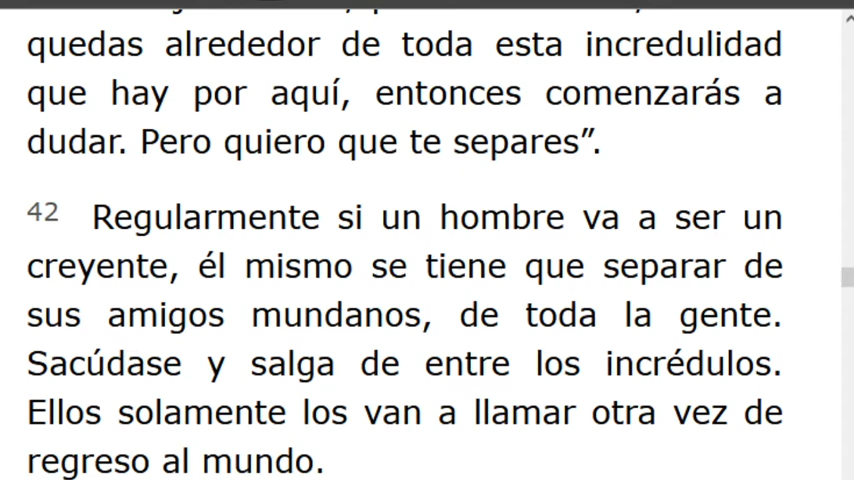 quedas alrededor de toda esta incredulidad
que hay por aquí, entonces comenzarás a
dudar. Pero quiero que te separes”.
42 Regularmente si un hombre va a ser un
creyente, él mismo se tiene que separar de
sus amigos mundanos, de toda la gente.
Sacúdase y salga de entre los incrédulos.
Ellos solamente los van a llamar otra vez de
regreso al mundo.